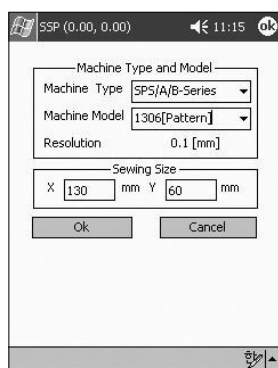 SSP (0.00, 0.00) 11:15 ok
Machine Type and Model
Machine Type SPS/A/B-Series
Machine Model 1306[Pattern]
Resolution 0.1 [mm]
Sewing Size
X 130 mm Y 60 mm
Ok Cancel
한